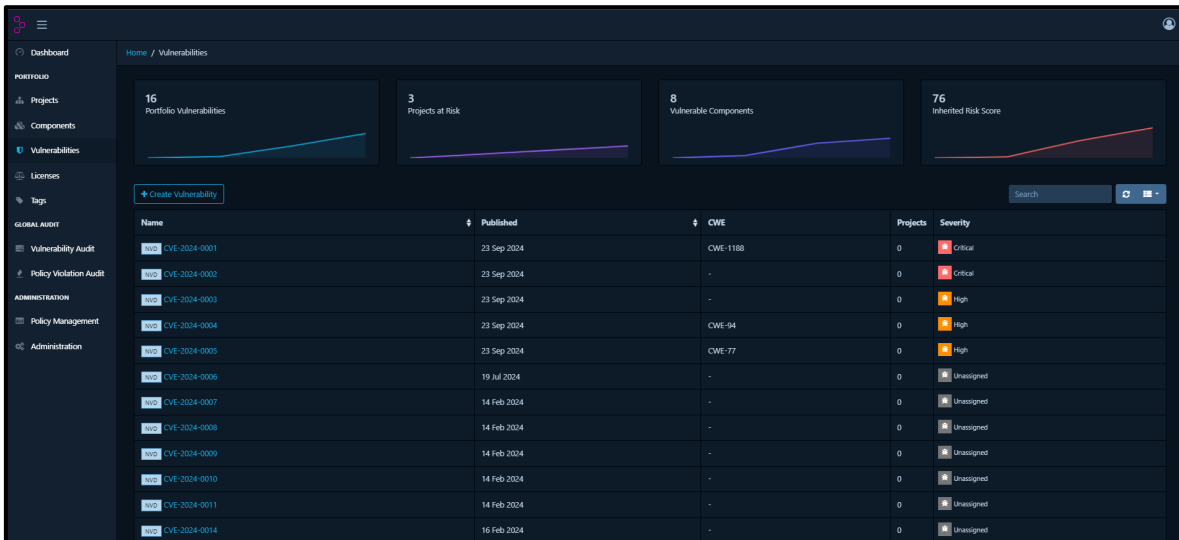 Dashboard
Home / Vulnerabilities
PORTFOLIO
Projects
Components
Vulnerabilities
Licenses
Tags
GLOBAL AUDIT
Vulnerability Audit
Policy Violation Audit
ADMINISTRATION
Policy Management
Administration
16
Portfolio Vulnerabilities
3
Projects at Risk
8
Vulnerable Components
76
Inherited Risk Score
+ Create Vulnerability
Search
Name Published CWE Projects Severity
NVD CVE-2024-0001 23 Sep 2024 CWE-1188 0 Critical
NVD CVE-2024-0002 23 Sep 2024 - 0 Critical
NVD CVE-2024-0003 23 Sep 2024 - 0 High
NVD CVE-2024-0004 23 Sep 2024 CWE-94 0 High
NVD CVE-2024-0005 23 Sep 2024 CWE-77 0 High
NVD CVE-2024-0006 19 Jul 2024 - 0 Unassigned
NVD CVE-2024-0007 14 Feb 2024 - 0 Unassigned
NVD CVE-2024-0008 14 Feb 2024 - 0 Unassigned
NVD CVE-2024-0009 14 Feb 2024 - 0 Unassigned
NVD CVE-2024-0010 14 Feb 2024 - 0 Unassigned
NVD CVE-2024-0011 14 Feb 2024 - 0 Unassigned
NVD CVE-2024-0014 16 Feb 2024 - 0 Unassigned